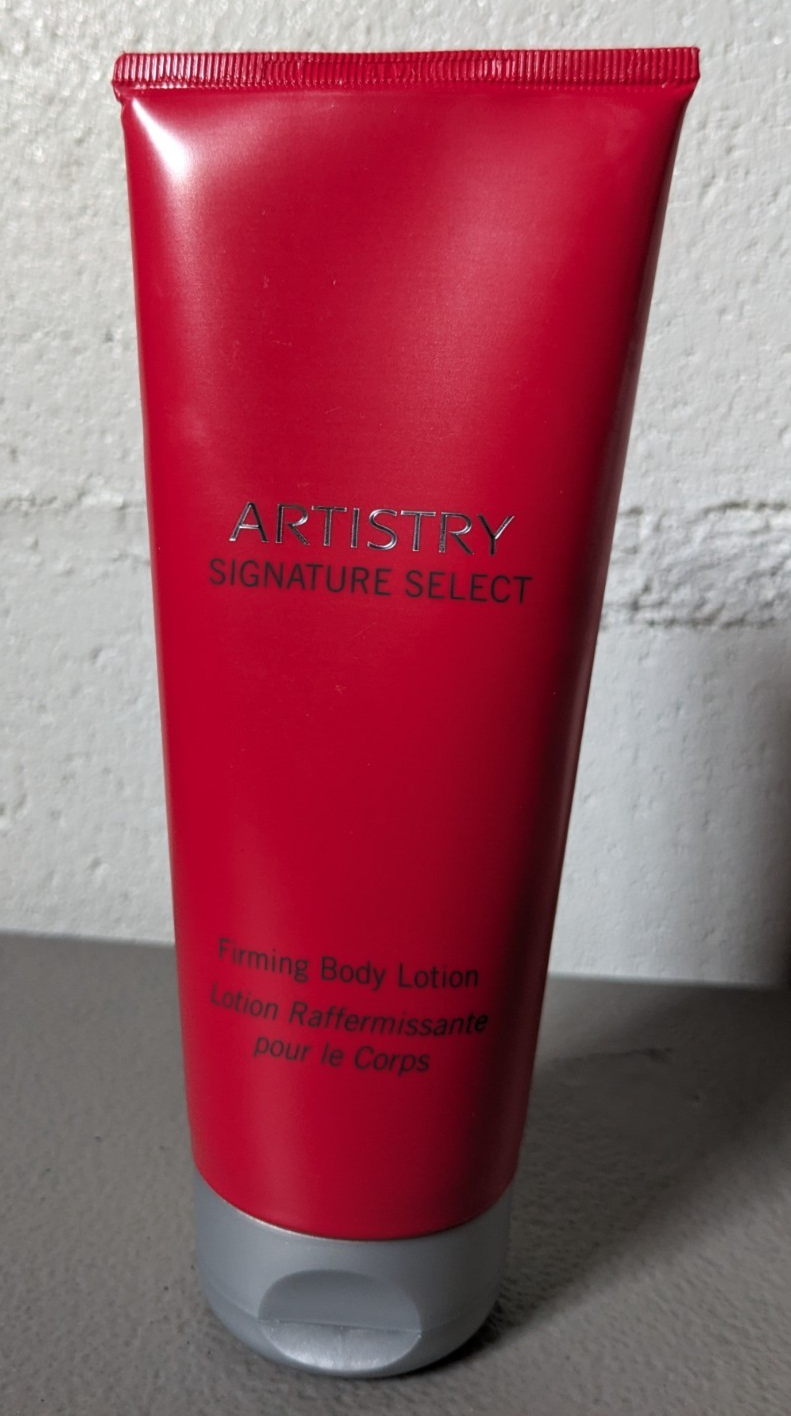 ARTISTRY
SIGNATURE SELECT
Firming Body Lotion
Lotion Raffermissante
pour le Corps